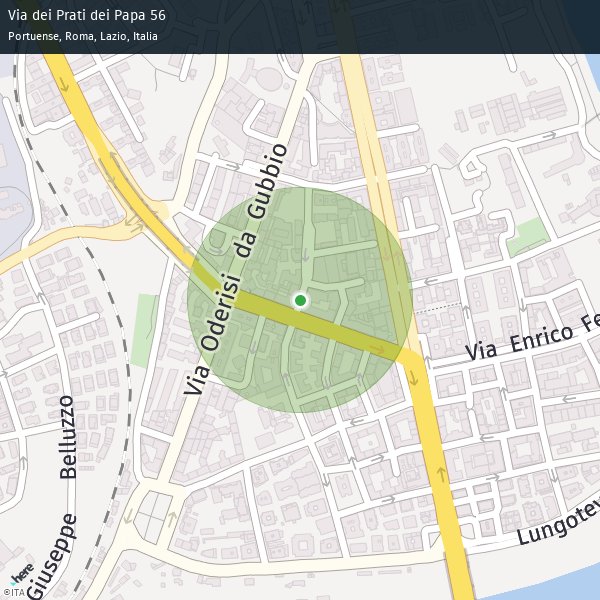 Via dei Prati dei Papa 56
Portuense, Roma, Lazio, Italia
Via Oderisi da Gubbio
Via Enrico Fe
Giuseppe Belluzzo
Lungotev
here
©ITA